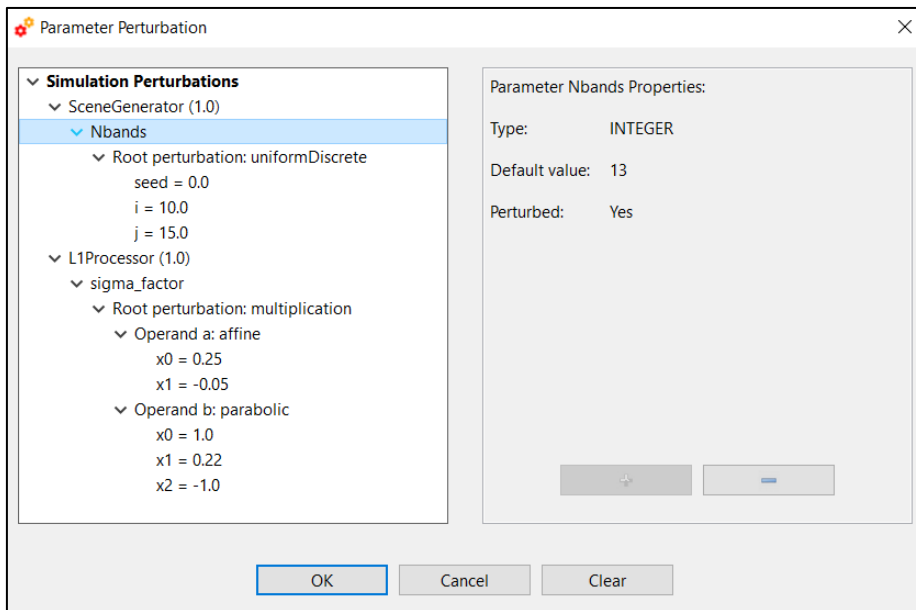 Parameter Perturbation
Simulation Perturbations
SceneGenerator (1.0)
Nbands
Root perturbation: uniformDiscrete
seed = 0.0
i = 10.0
j = 15.0
L1Processor (1.0)
sigma_factor
Root perturbation: multiplication
Operand a: affine
x0 = 0.25
x1 = -0.05
Operand b: parabolic
x0 = 1.0
x1 = 0.22
x2 = -1.0
Parameter Nbands Properties:
Type: INTEGER
Default value: 13
Perturbed: Yes
OK Cancel Clear